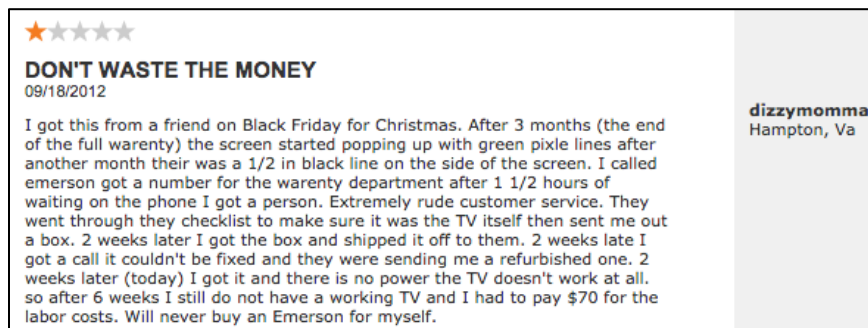 DON'T WASTE THE MONEY
09/18/2012
I got this from a friend on Black Friday for Christmas. After 3 months (the end
of the full warenty) the screen started popping up with green pixle lines after
another month their was a 1/2 in black line on the side of the screen. I called
emerson got a number for the warenty department after 1 1/2 hours of
waiting on the phone I got a person. Extremely rude customer service. They
went through they checklist to make sure it was the TV itself then sent me out
a box. 2 weeks later I got the box and shipped it off to them. 2 weeks late I
got a call it couldn't be fixed and they were sending me a refurbished one. 2
weeks later (today) I got it and there is no power the TV doesn't work at all.
so after 6 weeks I still do not have a working TV and I had to pay $70 for the
labor costs. Will never buy an Emerson for myself.
dizzymomma
Hampton, Va